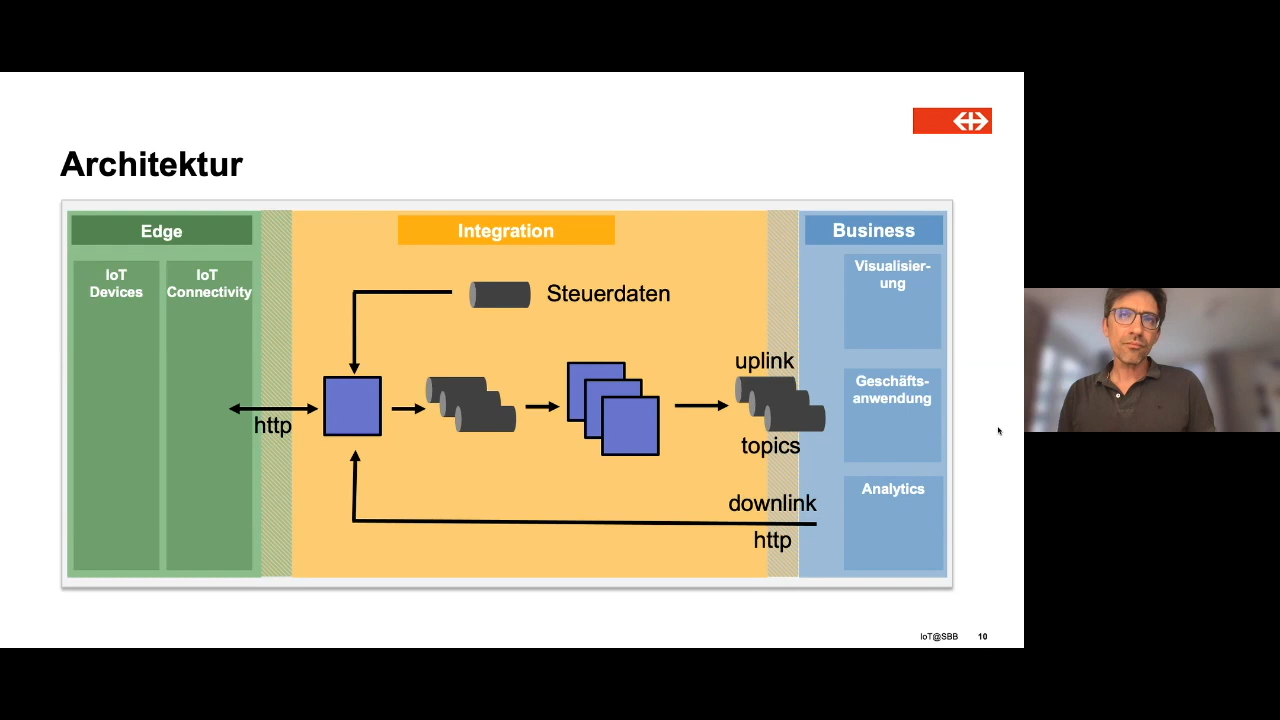 Architektur
Edge
Integration
Business
IoT
Devices
IoT
Connectivity
Steuerdaten
Visualisier-
ung
uplink
Geschäfts-
anwendung
http
topics
downlink
http
Analytics
IoT@SBB 10